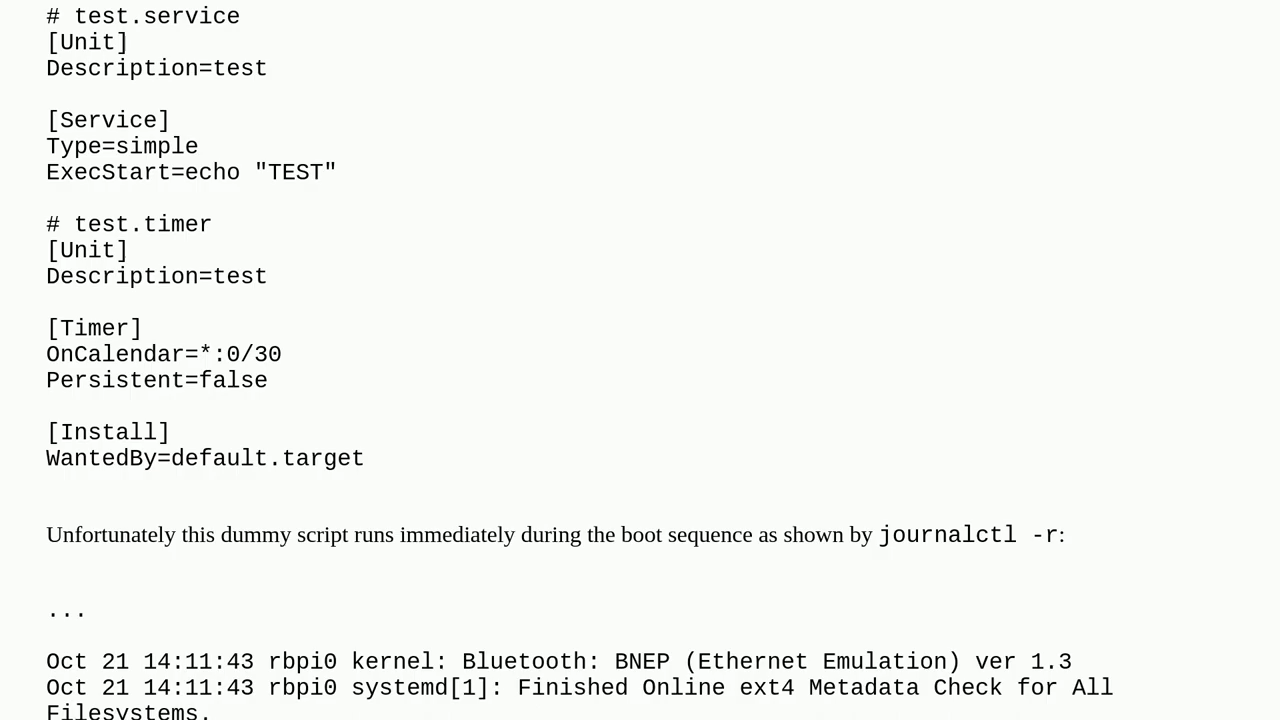 # test.service
[Unit]
Description=test

[Service]
Type=simple
ExecStart=echo "TEST"

# test.timer
[Unit]
Description=test

[Timer]
OnCalendar=*:0/30
Persistent=false

[Install]
WantedBy=default.target

Unfortunately this dummy script runs immediately during the boot sequence as shown by journalctl -r:

...

Oct 21 14:11:43 rbpi0 kernel: Bluetooth: BNEP (Ethernet Emulation) ver 1.3
Oct 21 14:11:43 rbpi0 systemd[1]: Finished Online ext4 Metadata Check for All
Filesystems.